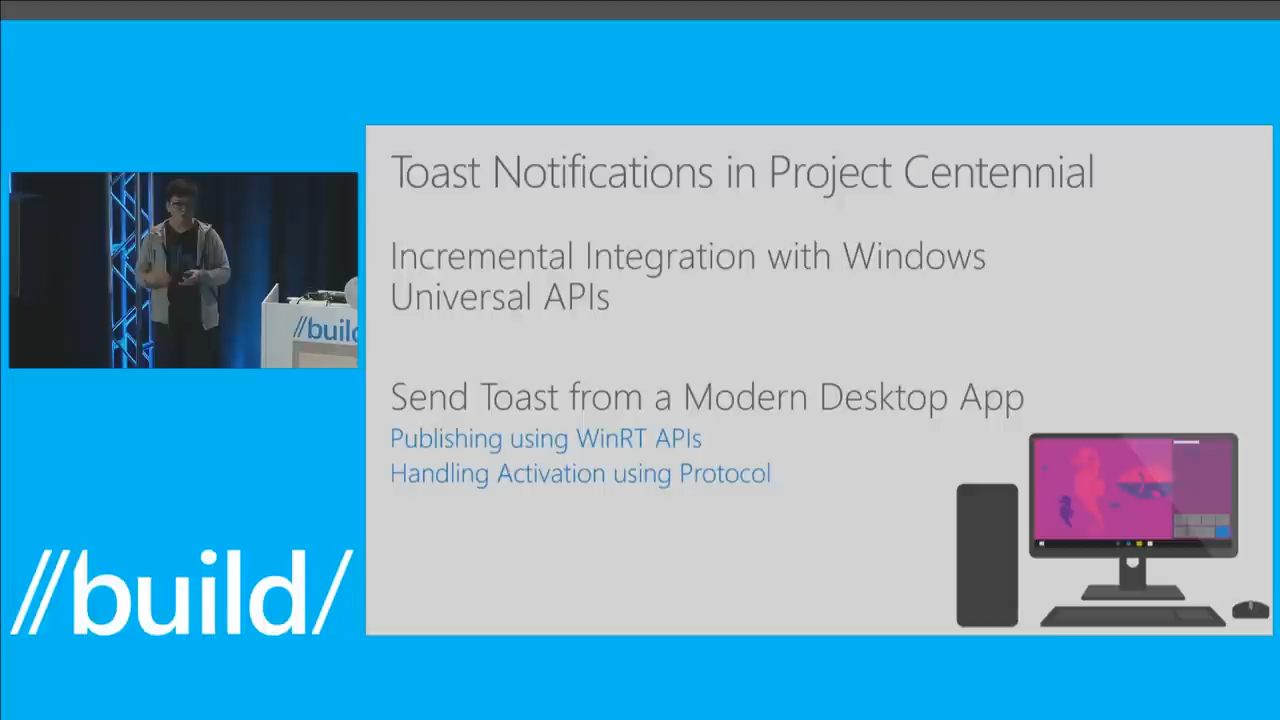 Toast Notifications in Project Centennial
Incremental Integration with Windows
Universal APIs
Send Toast from a Modern Desktop App
Publishing using WinRT APIs
Handling Activation using Protocol
//build
//build/